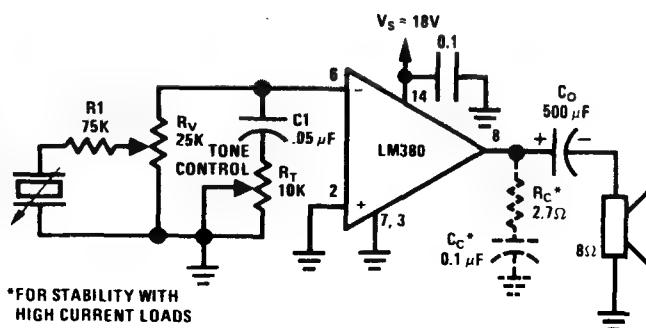 V_S = 18V
0.1
14
R1
75K
R_V
25K
TONE
CONTROL
C1
.05 μF
R_T
10K
6
−
2
+
LM380
7, 3
8
C_O
500 μF
+
−
R_C*
2.7Ω
C_C*
0.1 μF
8Ω
*FOR STABILITY WITH
HIGH CURRENT LOADS